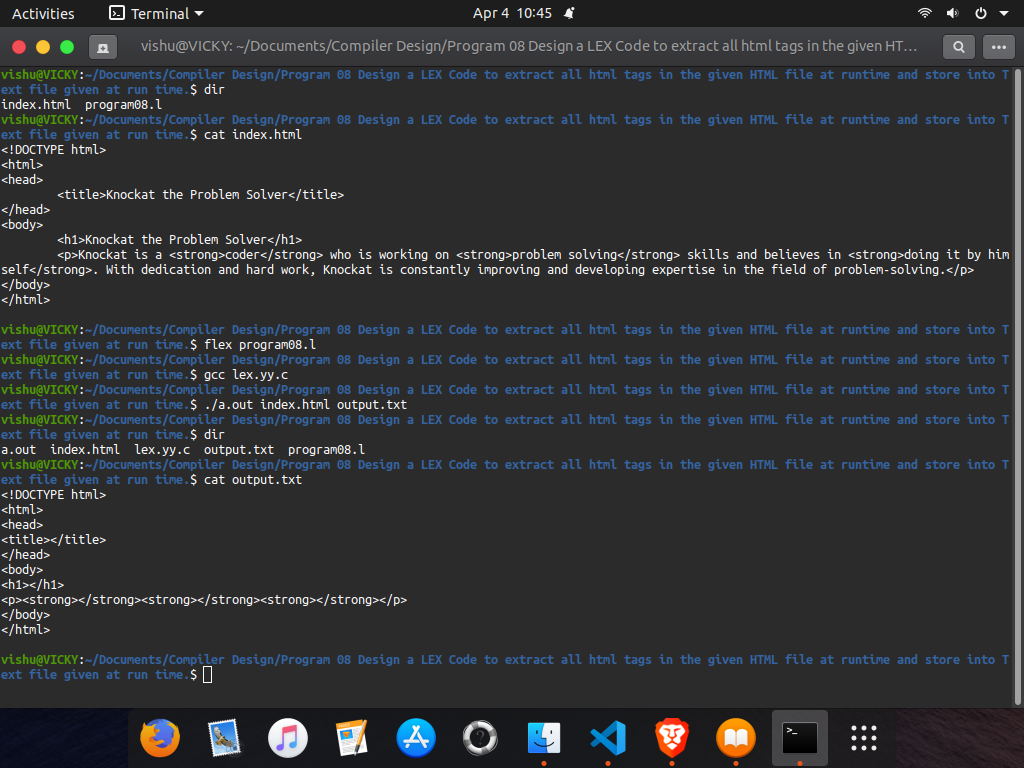 Activities Terminal Apr 4 10:45
vishu@VICKY: ~/Documents/Compiler Design/Program 08 Design a LEX Code to extract all html tags in the given HT...
vishu@VICKY:~/Documents/Compiler Design/Program 08 Design a LEX Code to extract all html tags in the given HTML file at runtime and store into T
ext file given at run time.$ dir
index.html  program08.l
vishu@VICKY:~/Documents/Compiler Design/Program 08 Design a LEX Code to extract all html tags in the given HTML file at runtime and store into T
ext file given at run time.$ cat index.html
<!DOCTYPE html>
<html>
<head>
        <title>Knockat the Problem Solver</title>
</head>
<body>
        <h1>Knockat the Problem Solver</h1>
        <p>Knockat is a <strong>coder</strong> who is working on <strong>problem solving</strong> skills and believes in <strong>doing it by him
self</strong>. With dedication and hard work, Knockat is constantly improving and developing expertise in the field of problem-solving.</p>
</body>
</html>
vishu@VICKY:~/Documents/Compiler Design/Program 08 Design a LEX Code to extract all html tags in the given HTML file at runtime and store into T
ext file given at run time.$ flex program08.l
vishu@VICKY:~/Documents/Compiler Design/Program 08 Design a LEX Code to extract all html tags in the given HTML file at runtime and store into T
ext file given at run time.$ gcc lex.yy.c
vishu@VICKY:~/Documents/Compiler Design/Program 08 Design a LEX Code to extract all html tags in the given HTML file at runtime and store into T
ext file given at run time.$ ./a.out index.html output.txt
vishu@VICKY:~/Documents/Compiler Design/Program 08 Design a LEX Code to extract all html tags in the given HTML file at runtime and store into T
ext file given at run time.$ dir
a.out  index.html  lex.yy.c  output.txt  program08.l
vishu@VICKY:~/Documents/Compiler Design/Program 08 Design a LEX Code to extract all html tags in the given HTML file at runtime and store into T
ext file given at run time.$ cat output.txt
<!DOCTYPE html>
<html>
<head>
<title></title>
</head>
<body>
<h1></h1>
<p><strong></strong><strong></strong><strong></strong></p>
</body>
</html>
vishu@VICKY:~/Documents/Compiler Design/Program 08 Design a LEX Code to extract all html tags in the given HTML file at runtime and store into T
ext file given at run time.$